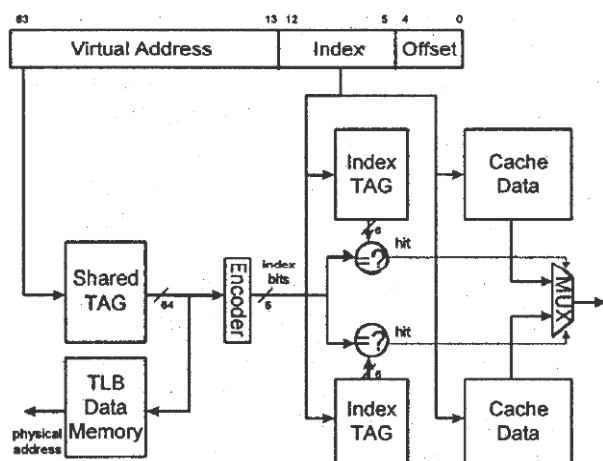 63 13 12 5 4 0
Virtual Address Index Offset
Index
TAG
Cache
Data
6
hit
Shared
TAG
64
Encoder
index
bits
6
=?
MUX
hit
=?
TLB
Data
Memory
physical
address
6
Index
TAG
Cache
Data